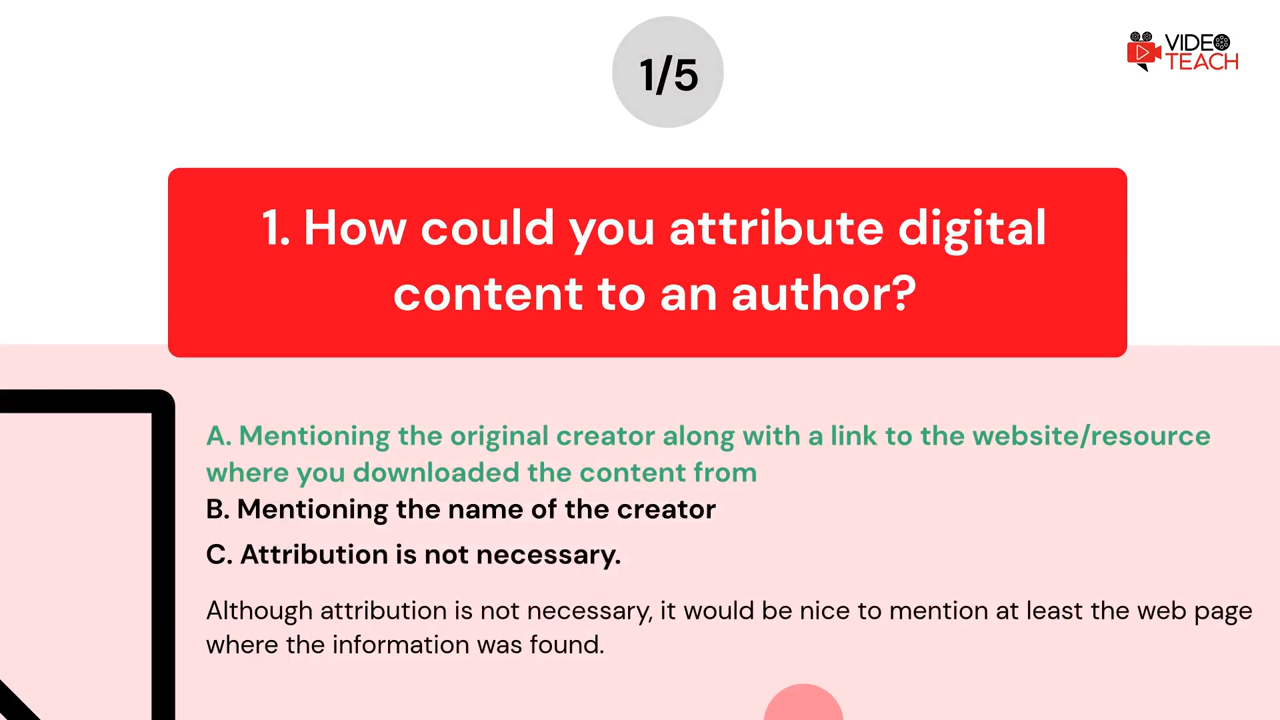 1/5
VIDEO
TEACH
1. How could you attribute digital
content to an author?
A. Mentioning the original creator along with a link to the website/resource
where you downloaded the content from
B. Mentioning the name of the creator
C. Attribution is not necessary.
Although attribution is not necessary, it would be nice to mention at least the web page
where the information was found.